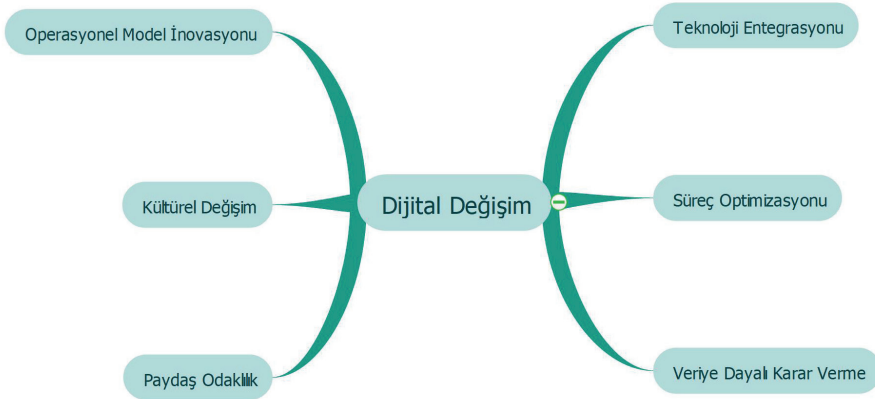 Operasyonel Model İnovasyonu
Teknoloji Entegrasyonu
Kültürel Değişim
Dijital Değişim
Süreç Optimizasyonu
Paydaş Odaklılık
Veriye Dayalı Karar Verme